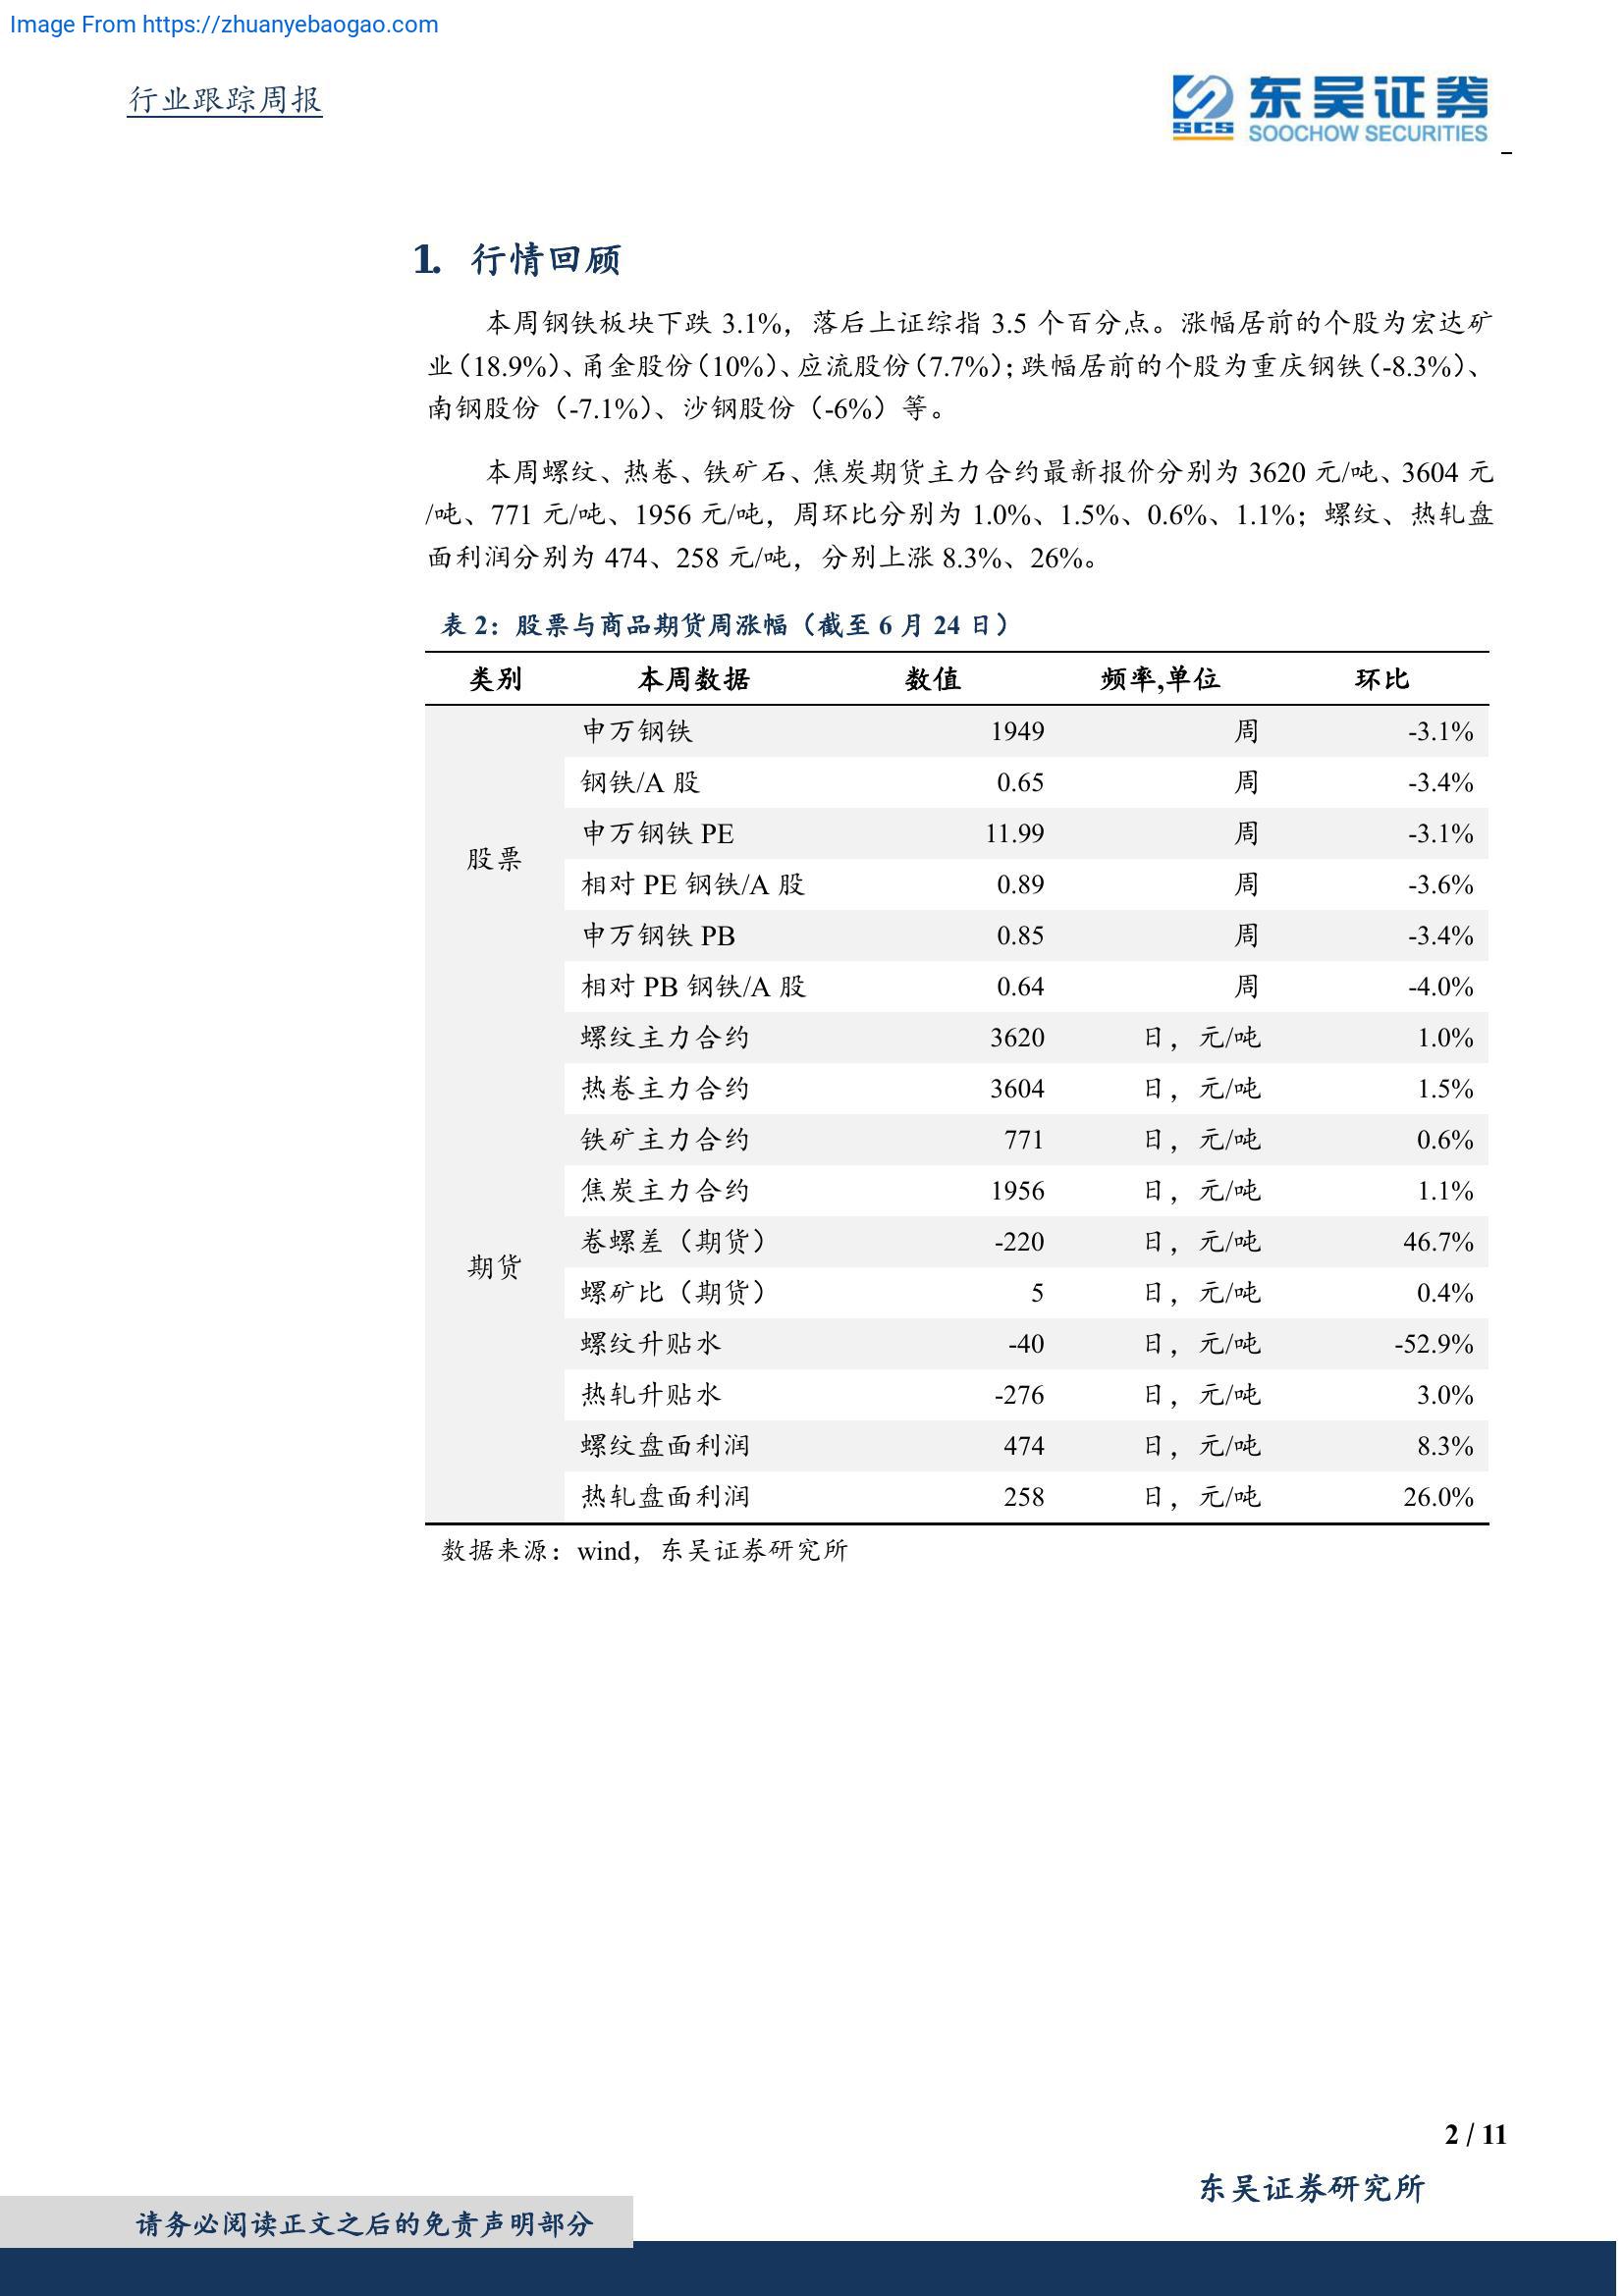 Image From https://zhuanyebaogao.com
行业跟踪周报
SCS 东吴证券
SOOCHOW SECURITIES
1. 行情回顾
本周钢铁板块下跌 3.1%，落后上证综指 3.5 个百分点。涨幅居前的个股为宏达矿
业（18.9%）、甬金股份（10%）、应流股份（7.7%）；跌幅居前的个股为重庆钢铁（-8.3%）、
南钢股份（-7.1%）、沙钢股份（-6%）等。
本周螺纹、热卷、铁矿石、焦炭期货主力合约最新报价分别为 3620 元/吨、3604 元
/吨、771 元/吨、1956 元/吨，周环比分别为 1.0%、1.5%、0.6%、1.1%；螺纹、热轧盘
面利润分别为 474、258 元/吨，分别上涨 8.3%、26%。
表 2：股票与商品期货周涨幅（截至 6 月 24 日）
类别 本周数据 数值 频率,单位 环比
申万钢铁 1949 周 -3.1%
钢铁/A 股 0.65 周 -3.4%
申万钢铁 PE 11.99 周 -3.1%
股票
相对 PE 钢铁/A 股 0.89 周 -3.6%
申万钢铁 PB 0.85 周 -3.4%
相对 PB 钢铁/A 股 0.64 周 -4.0%
螺纹主力合约 3620 日，元/吨 1.0%
热卷主力合约 3604 日，元/吨 1.5%
铁矿主力合约 771 日，元/吨 0.6%
焦炭主力合约 1956 日，元/吨 1.1%
卷螺差（期货） -220 日，元/吨 46.7%
期货
螺矿比（期货） 5 日，元/吨 0.4%
螺纹升贴水 -40 日，元/吨 -52.9%
热轧升贴水 -276 日，元/吨 3.0%
螺纹盘面利润 474 日，元/吨 8.3%
热轧盘面利润 258 日，元/吨 26.0%
数据来源：wind，东吴证券研究所
2 / 11
东吴证券研究所
请务必阅读正文之后的免责声明部分